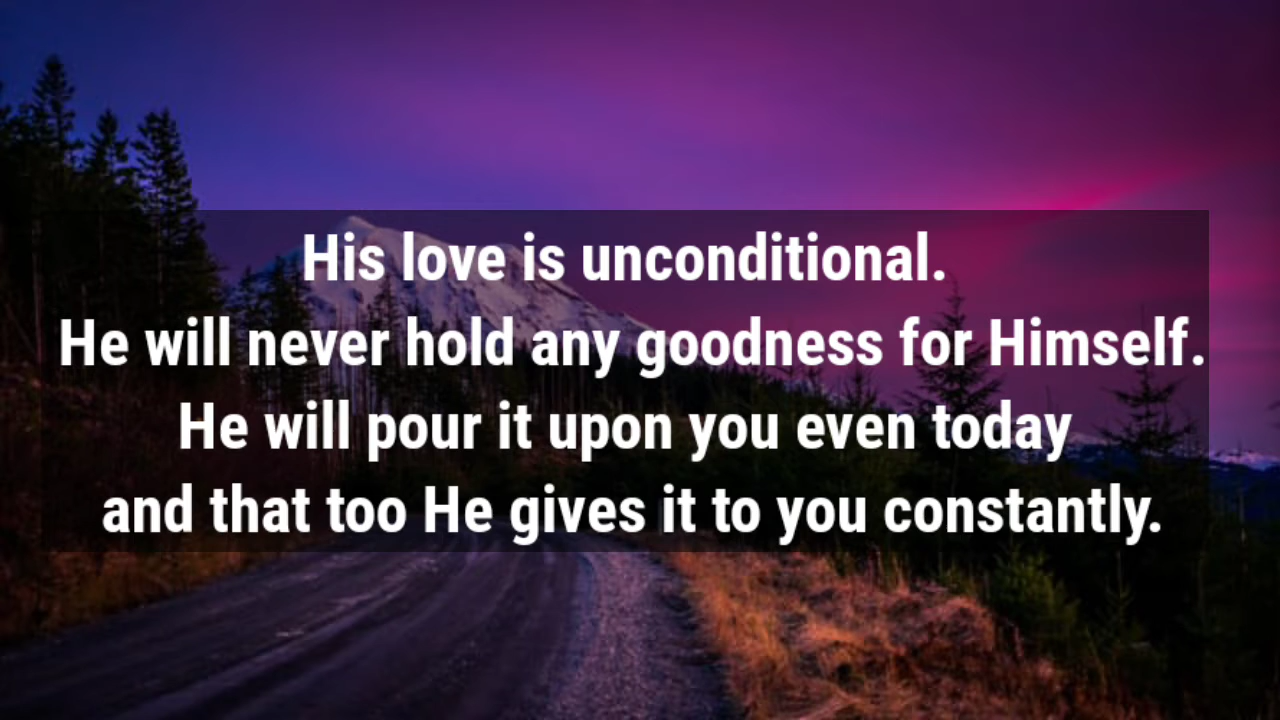 His love is unconditional.
He will never hold any goodness for Himself.
He will pour it upon you even today
and that too He gives it to you constantly.